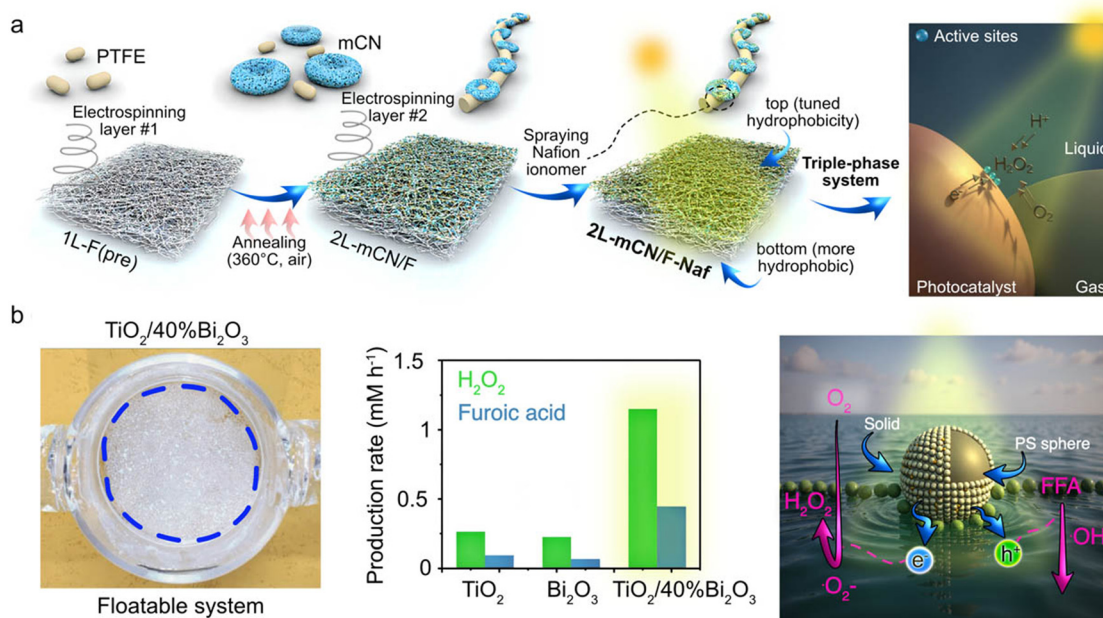 a
PTFE
mCN
Electrospinning
layer #1
1L-F(pre)
Annealing
(360°C, air)
Electrospinning
layer #2
2L-mCN/F
Spraying
Nafion
ionomer
top (tuned
hydrophobicity)
2L-mCN/F-Naf
bottom (more
hydrophobic)
Triple-phase
system
Active sites
H⁺
Liquid
H₂O₂
e⁻
O₂
Photocatalyst
Gas
b
TiO₂/40%Bi₂O₃
Floatable system
Production rate (mM h⁻¹)
1.5
1
0.5
0
H₂O₂
Furoic acid
TiO₂
Bi₂O₃
TiO₂/40%Bi₂O₃
O₂
Solid
PS sphere
H₂O₂
FFA
OH
e⁻
h⁺
·O₂-